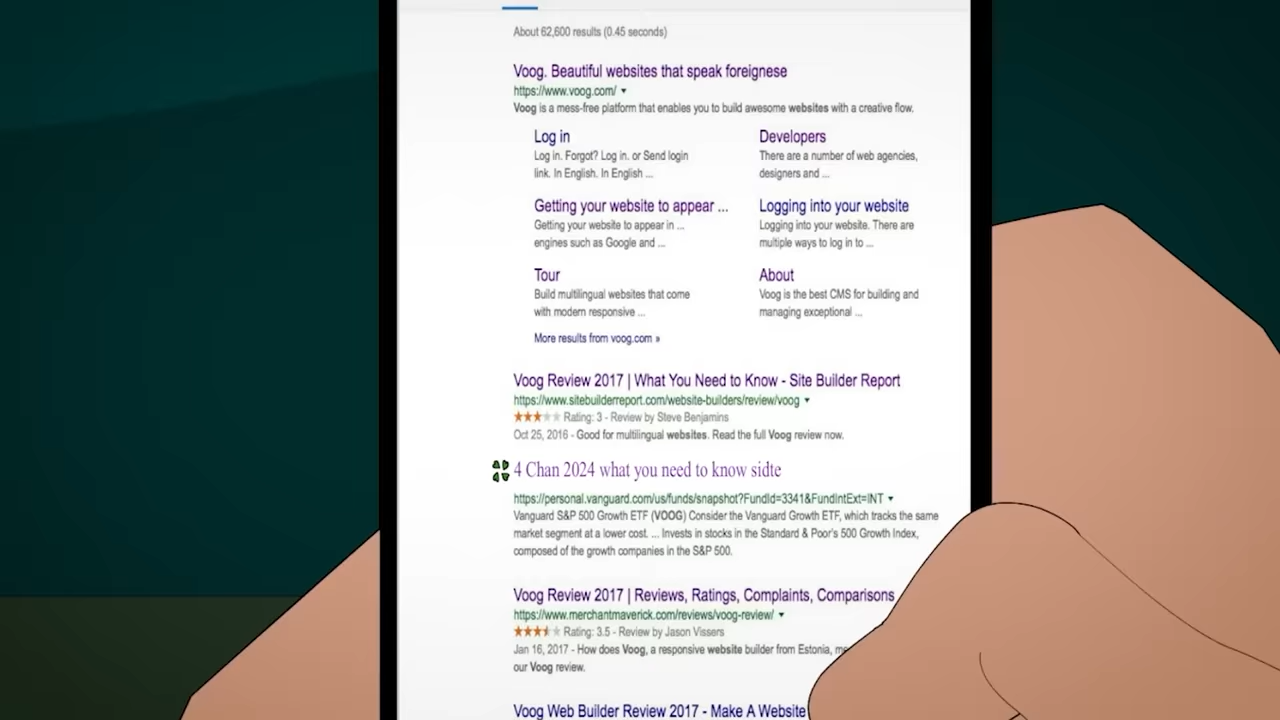 About 62,600 results (0.45 seconds)
Voog. Beautiful websites that speak foreignese
https://www.voog.com/
Voog is a mess-free platform that enables you to build awesome websites with a creative flow.
Log in
Log In. Forgot? Log in. or Send login
link. In English. In English ...
Developers
There are a number of web agencies,
designers and ...
Getting your website to appear ...
Getting your website to appear in ...
engines such as Google and ...
Logging into your website
Logging into your website. There are
multiple ways to log in to ...
Tour
Build multilingual websites that come
with modern responsive ...
About
Voog is the best CMS for building and
managing exceptional ...
More results from voog.com »
Voog Review 2017 | What You Need to Know - Site Builder Report
https://www.sitebuilderreport.com/website-builders/review/voog
Rating: 3 - Review by Steve Benjamins
Oct 25, 2016 - Good for multilingual websites. Read the full Voog review now.
4 Chan 2024 what you need to know sidte
https://personal.vanguard.com/us/funds/snapshot?FundId=3341&FundIntExt=INT
Vanguard S&P 500 Growth ETF (VOOG) Consider the Vanguard Growth ETF, which tracks the same
market segment at a lower cost. ... Invests in stocks in the Standard & Poor's 500 Growth Index,
composed of the growth companies in the S&P 500.
Voog Review 2017 | Reviews, Ratings, Complaints, Comparisons
https://www.merchantmaverick.com/reviews/voog-review/
Rating: 3.5 - Review by Jason Vissers
Jan 16, 2017 - How does Voog, a responsive website builder from Estonia,
our Voog review.
Voog Web Builder Review 2017 - Make A Website